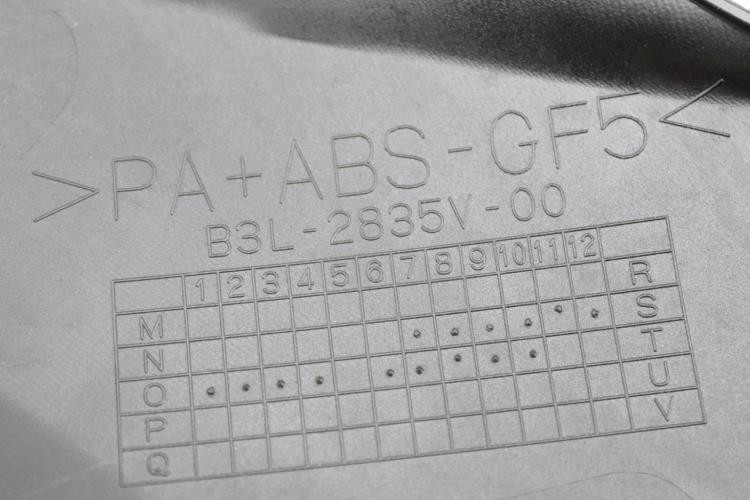 >PA+ABS-GF5<
B3L-2835V-00
1 2 3 4 5 6 7 8 9 10 11 12
M R
N S
O T
P U
Q V